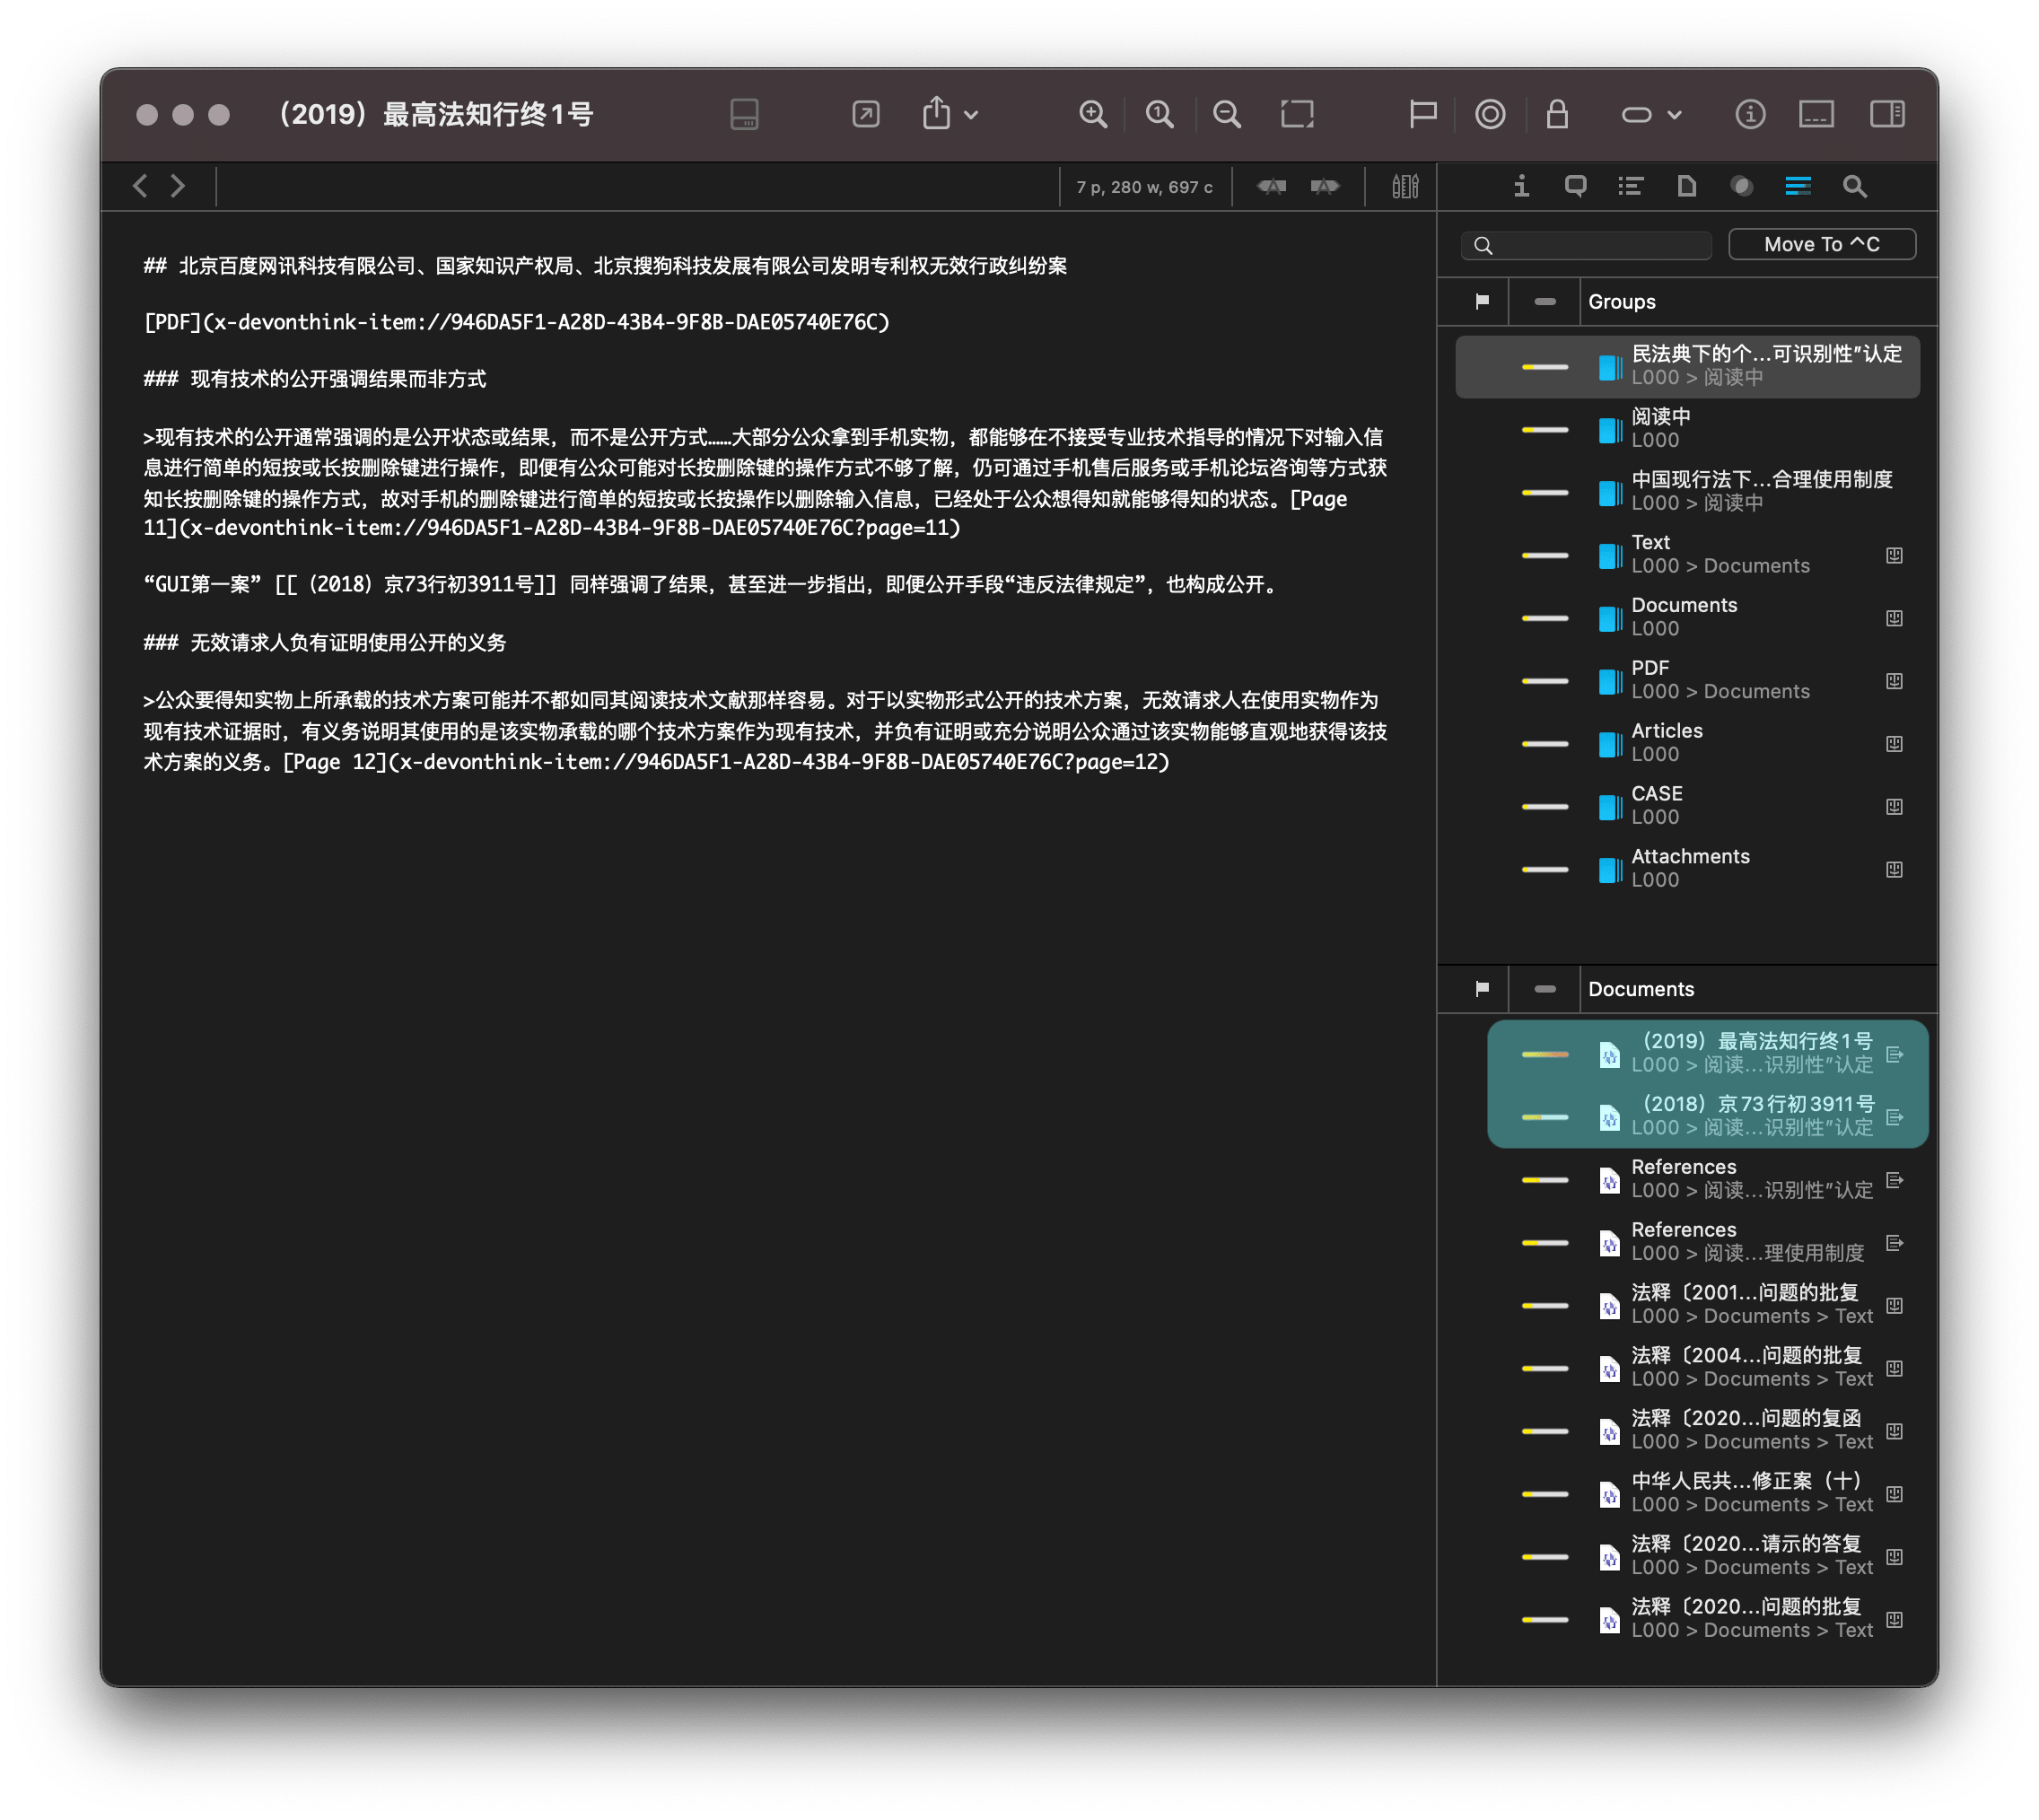 （2019）最高法知行终1号
7 p, 280 w, 697 c
## 北京百度网讯科技有限公司、国家知识产权局、北京搜狗科技发展有限公司发明专利权无效行政纠纷案
[PDF](x-devonthink-item://946DA5F1-A28D-43B4-9F8B-DAE05740E76C)
### 现有技术的公开强调结果而非方式
>现有技术的公开通常强调的是公开状态或结果，而不是公开方式……大部分公众拿到手机实物，都能够在不接受专业技术指导的情况下对输入信
息进行简单的短按或长按删除键进行操作，即便有公众可能对长按删除键的操作方式不够了解，仍可通过手机售后服务或手机论坛咨询等方式获
知长按删除键的操作方式，故对手机的删除键进行简单的短按或长按操作以删除输入信息，已经处于公众想得知就能够得知的状态。[Page
11](x-devonthink-item://946DA5F1-A28D-43B4-9F8B-DAE05740E76C?page=11)
“GUI第一案” [[（2018）京73行初3911号]] 同样强调了结果，甚至进一步指出，即便公开手段“违反法律规定”，也构成公开。
### 无效请求人负有证明使用公开的义务
>公众要得知实物上所承载的技术方案可能并不都如同其阅读技术文献那样容易。对于以实物形式公开的技术方案，无效请求人在使用实物作为
现有技术证据时，有义务说明其使用的是该实物承载的哪个技术方案作为现有技术，并负有证明或充分说明公众通过该实物能够直观地获得该技
术方案的义务。[Page 12](x-devonthink-item://946DA5F1-A28D-43B4-9F8B-DAE05740E76C?page=12)
Move To ^C
Groups
民法典下的个…可识别性”认定
L000 > 阅读中
阅读中
L000
中国现行法下…合理使用制度
L000 > 阅读中
Text
L000 > Documents
Documents
L000
PDF
L000 > Documents
Articles
L000
CASE
L000
Attachments
L000
Documents
（2019）最高法知行终1号
L000 > 阅读…识别性”认定
（2018）京73行初3911号
L000 > 阅读…识别性”认定
References
L000 > 阅读…识别性”认定
References
L000 > 阅读…理使用制度
法释〔2001…问题的批复
L000 > Documents > Text
法释〔2004…问题的批复
L000 > Documents > Text
法释〔2020…问题的复函
L000 > Documents > Text
中华人民共…修正案（十）
L000 > Documents > Text
法释〔2020…请示的答复
L000 > Documents > Text
法释〔2020…问题的批复
L000 > Documents > Text